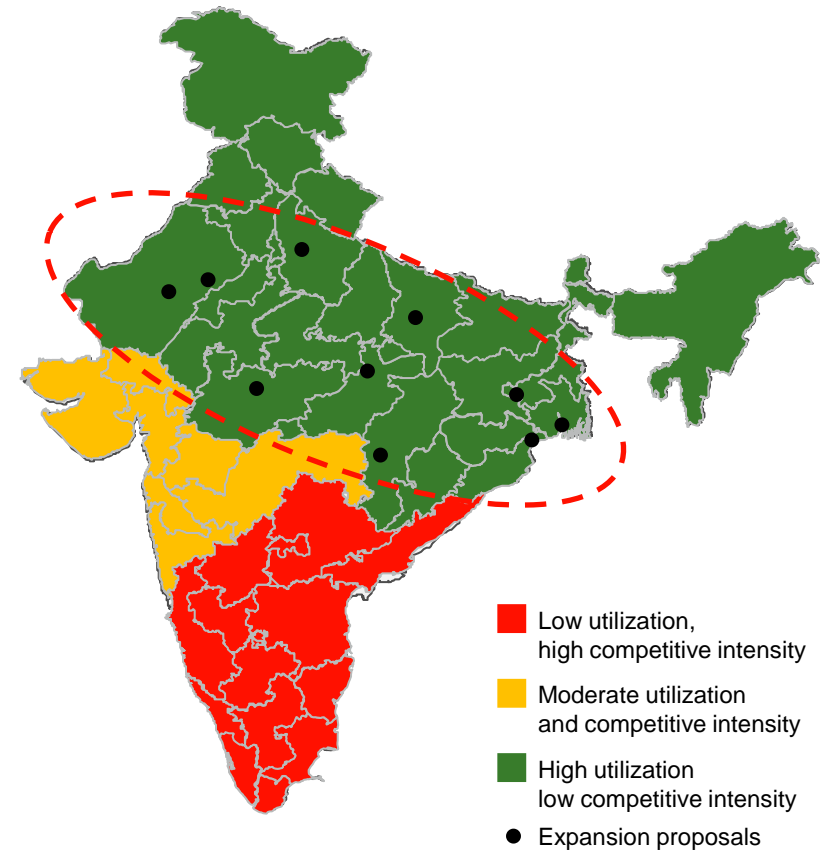 Low utilization,
high competitive intensity
Moderate utilization
and competitive intensity
High utilization
low competitive intensity
Expansion proposals